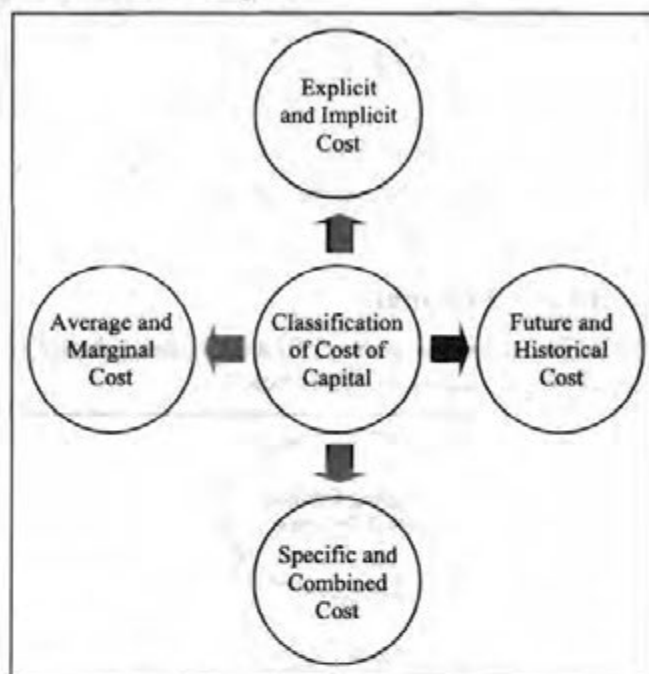 Explicit
and Implicit
Cost
Average and
Marginal
Cost
Classification
of Cost of
Capital
Future and
Historical
Cost
Specific and
Combined
Cost